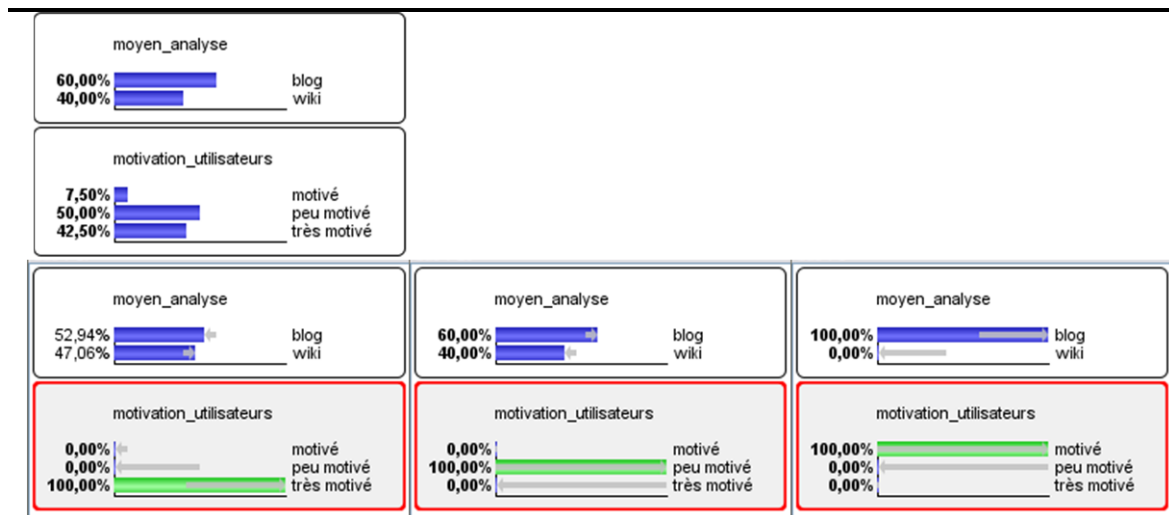 moyen_analyse
60,00% blog
40,00% wiki
motivation_utilisateurs
7,50% motivé
50,00% peu motivé
42,50% très motivé
moyen_analyse
52,94% blog
47,06% wiki
motivation_utilisateurs
0,00% motivé
0,00% peu motivé
100,00% très motivé
moyen_analyse
60,00% blog
40,00% wiki
motivation_utilisateurs
0,00% motivé
100,00% peu motivé
0,00% très motivé
moyen_analyse
100,00% blog
0,00% wiki
motivation_utilisateurs
100,00% motivé
0,00% peu motivé
0,00% très motivé